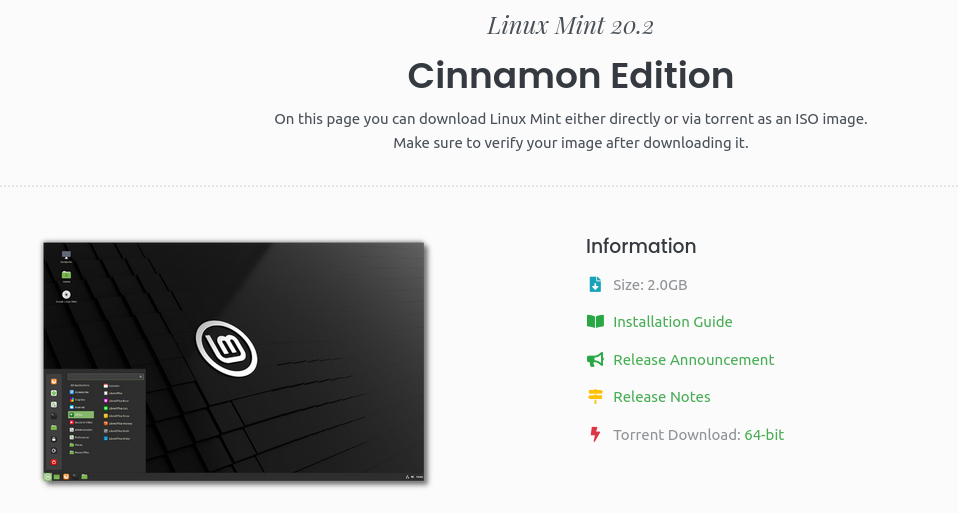 Linux Mint 20.2
Cinnamon Edition
On this page you can download Linux Mint either directly or via torrent as an ISO image.
Make sure to verify your image after downloading it.
Information
Size: 2.0GB
Installation Guide
Release Announcement
Release Notes
Torrent Download: 64-bit